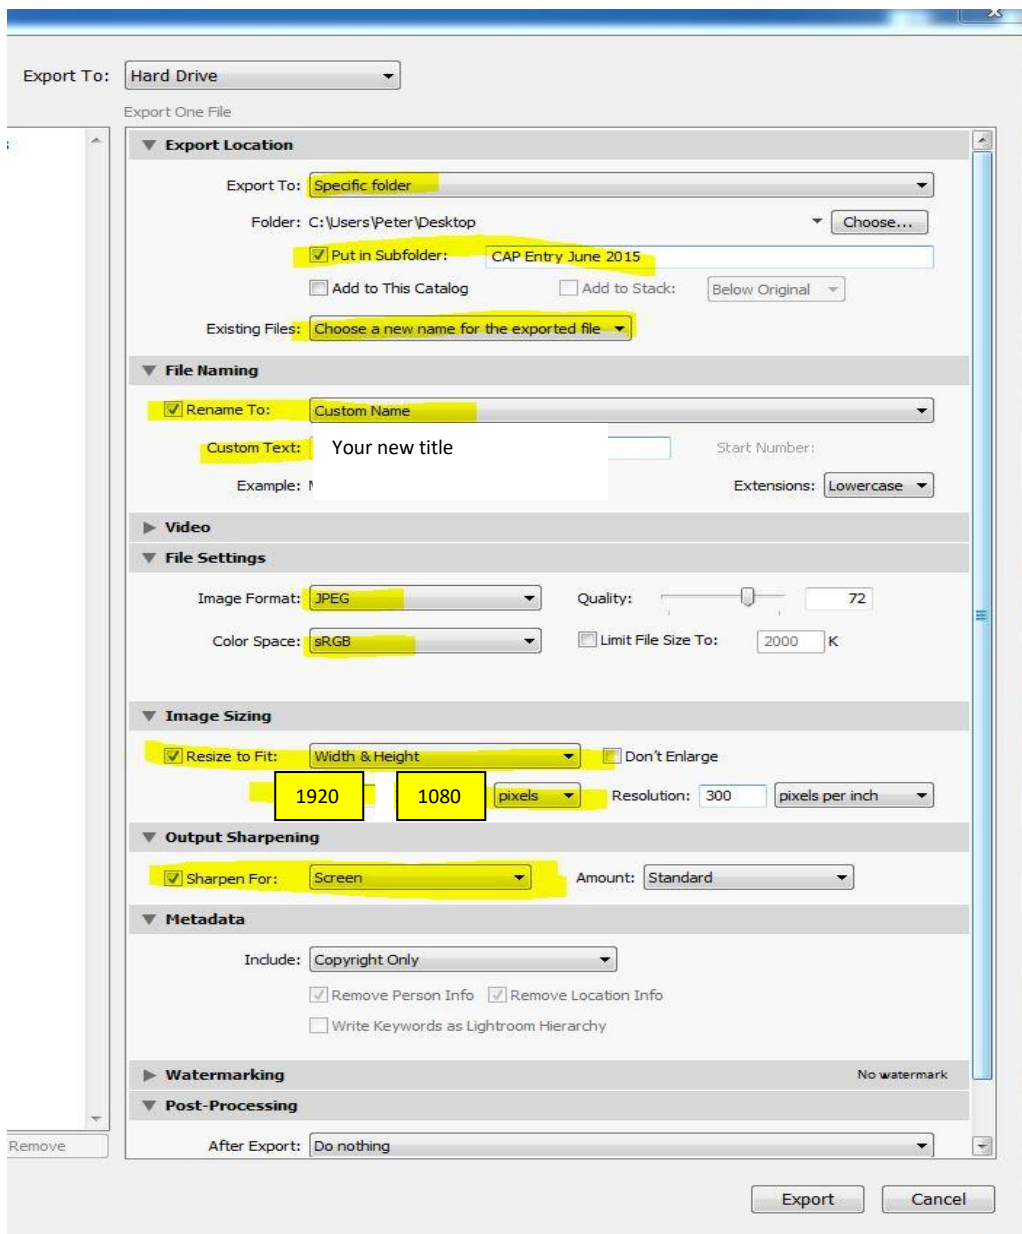 Export To: Hard Drive
Export One File
s
Export Location
Export To: Specific folder
Folder: C:\Users\Peter\Desktop Choose...
Put in Subfolder: CAP Entry June 2015
Add to This Catalog Add to Stack: Below Original
Existing Files: Choose a new name for the exported file
File Naming
Rename To: Custom Name
Custom Text: Your new title Start Number:
Example: Extensions: Lowercase
Video
File Settings
Image Format: JPEG Quality: 72
Color Space: sRGB Limit File Size To: 2000 K
Image Sizing
Resize to Fit: Width & Height Don't Enlarge
1920 1080 pixels Resolution: 300 pixels per inch
Output Sharpening
Sharpen For: Screen Amount: Standard
Metadata
Include: Copyright Only
Remove Person Info Remove Location Info
Write Keywords as Lightroom Hierarchy
Watermarking No watermark
Post-Processing
Remove After Export: Do nothing
Export Cancel